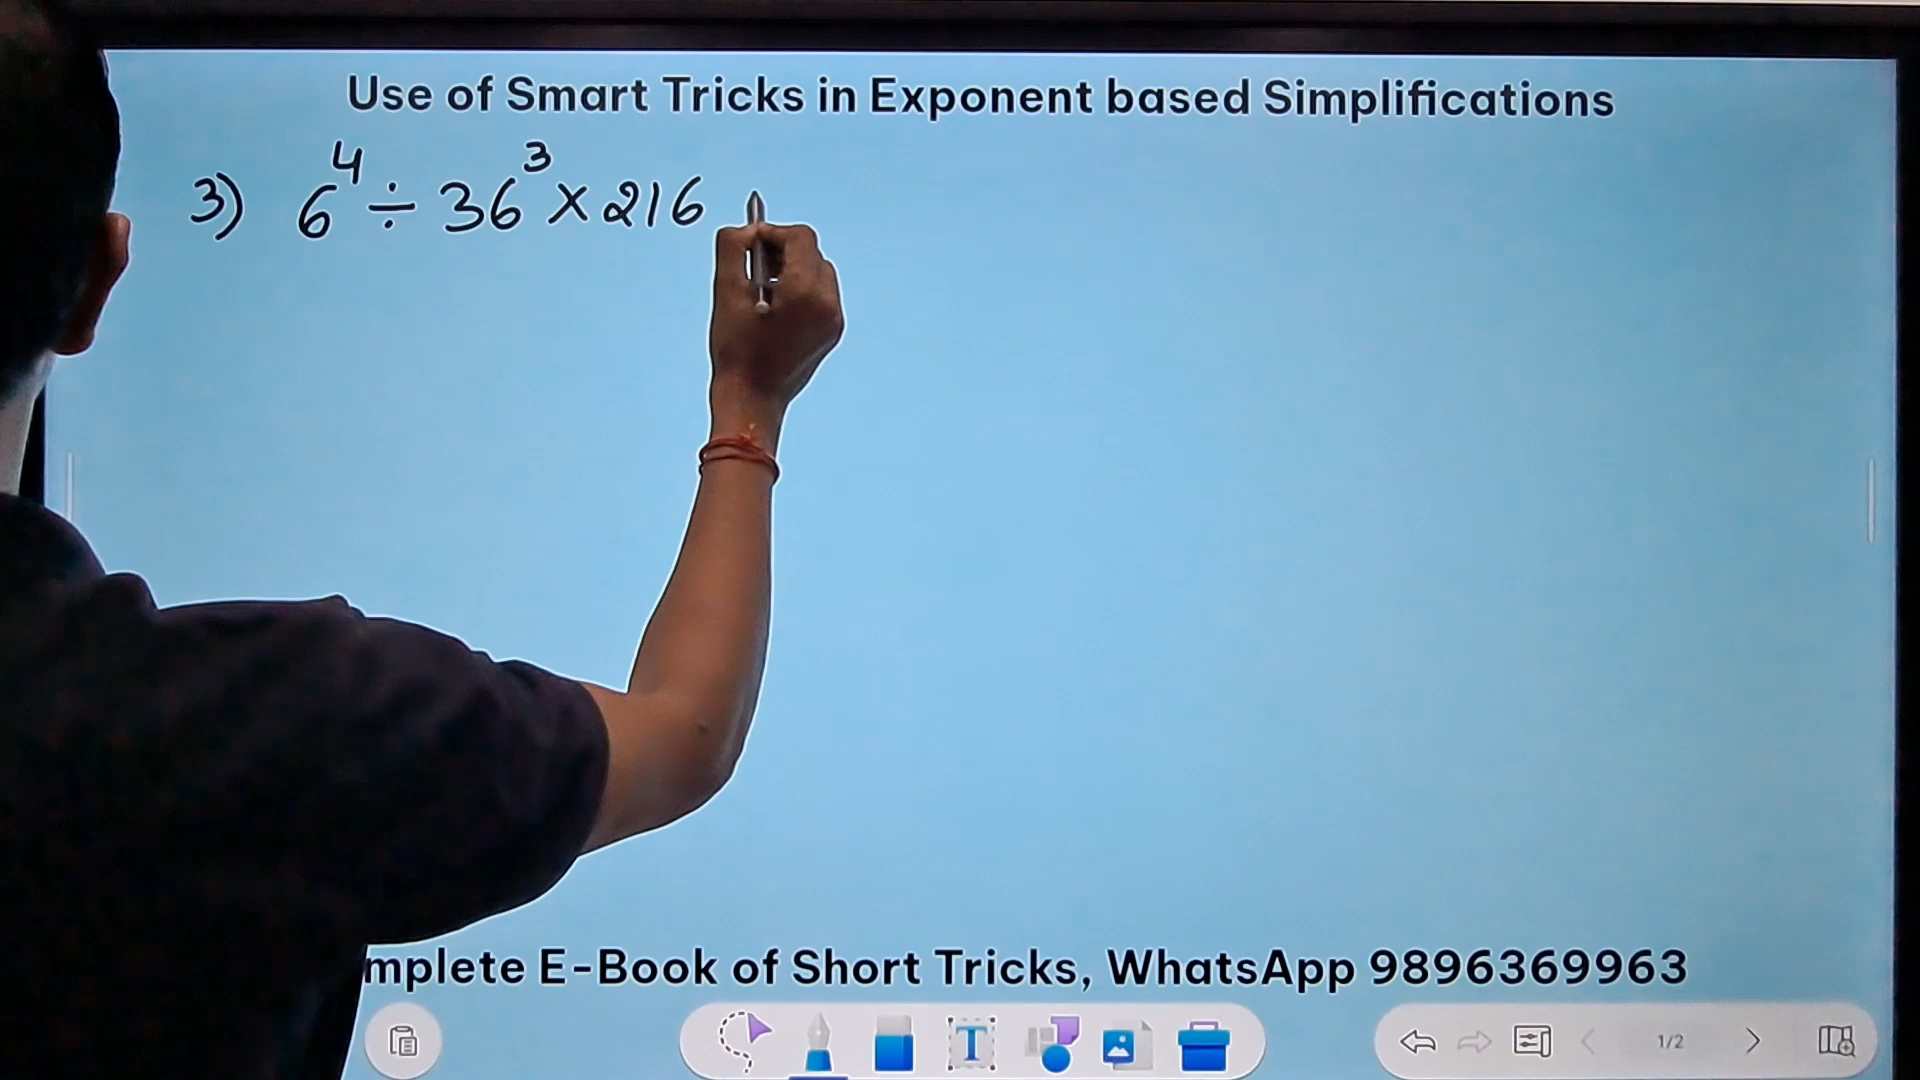 Use of Smart Tricks in Exponent based Simplifications
3) 6⁴ ÷ 36³ × 216
mplete E-Book of Short Tricks, WhatsApp 9896369963
T
1/2